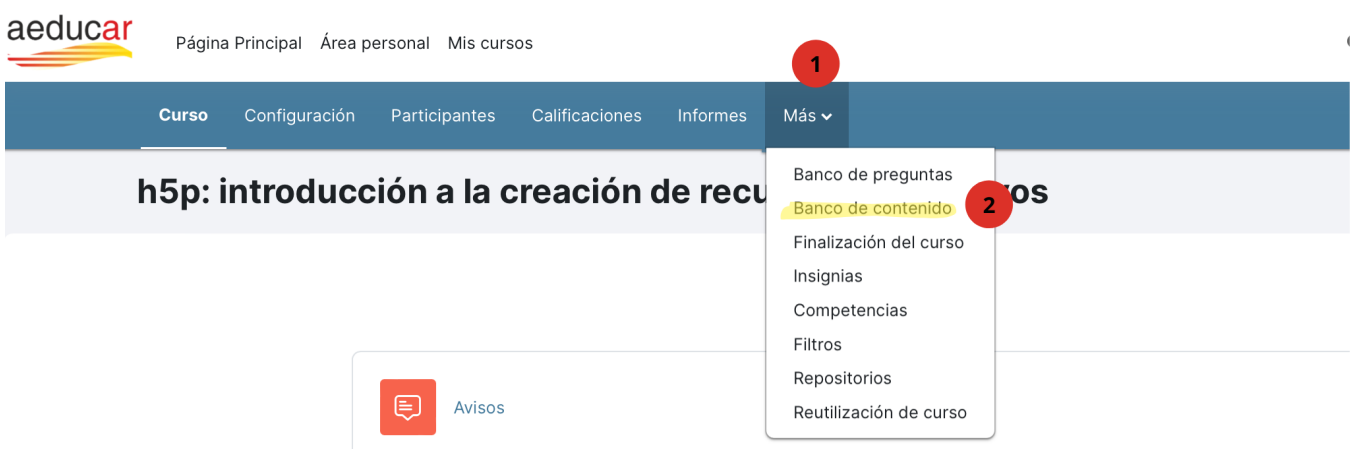 aeducar
Página Principal Área personal Mis cursos
1
Curso Configuración Participantes Calificaciones Informes Más
h5p: introducción a la creación de recu vos
Banco de preguntas
Banco de contenido 2
Finalización del curso
Insignias
Competencias
Filtros
Repositorios
Reutilización de curso
Avisos